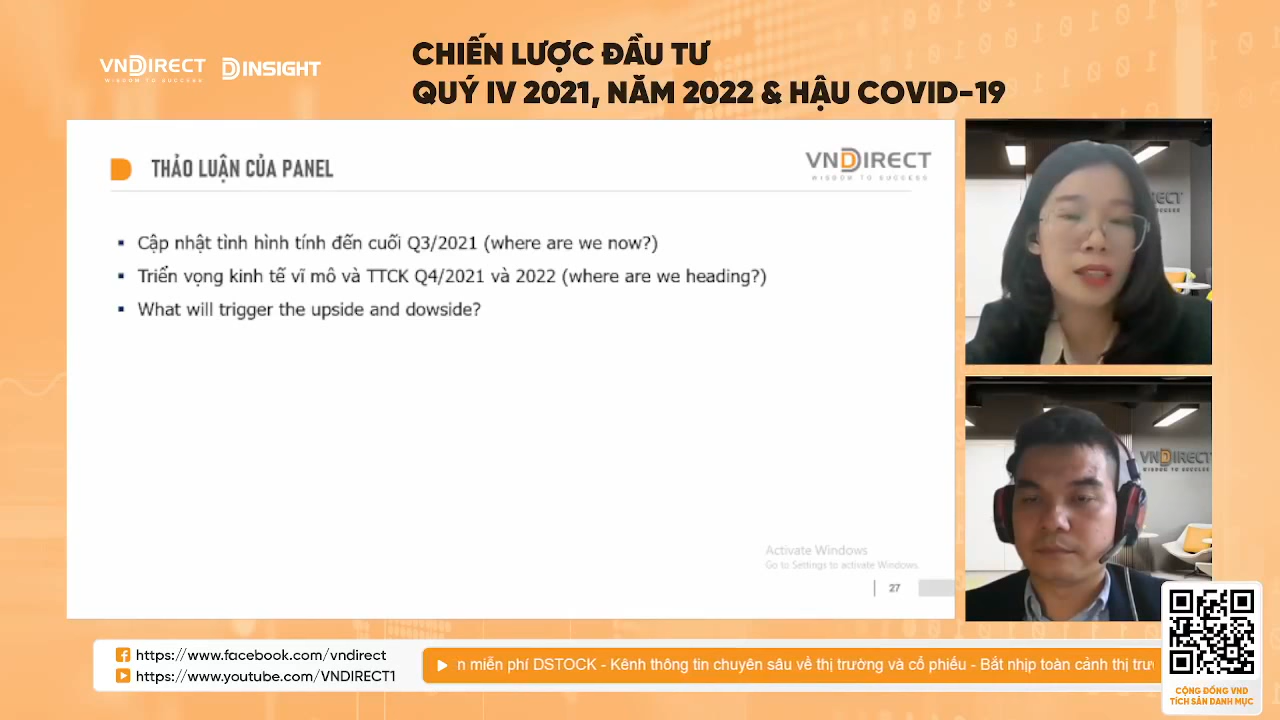 VNDIRECT
WISDOM TO SUCCESS
DINSIGHT
CHIẾN LƯỢC ĐẦU TƯ
QUÝ IV 2021, NĂM 2022 & HẬU COVID-19
THẢO LUẬN CỦA PANEL
VNDIRECT
WISDOM TO SUCCESS
▪ Cập nhật tình hình tính đến cuối Q3/2021 (where are we now?)
▪ Triển vọng kinh tế vĩ mô và TTCK Q4/2021 và 2022 (where are we heading?)
▪ What will trigger the upside and dowside?
Activate Windows
Go to Settings to activate Windows.
27
VNDIRECT
WISDOM TO SUCCESS
https://www.facebook.com/vndirect
https://www.youtube.com/VNDIRECT1
n miễn phí DSTOCK - Kênh thông tin chuyên sâu về thị trường và cổ phiếu - Bắt nhịp toàn cảnh thị trư
CỘNG ĐỒNG VND
TÍCH SẢN DANH MỤC